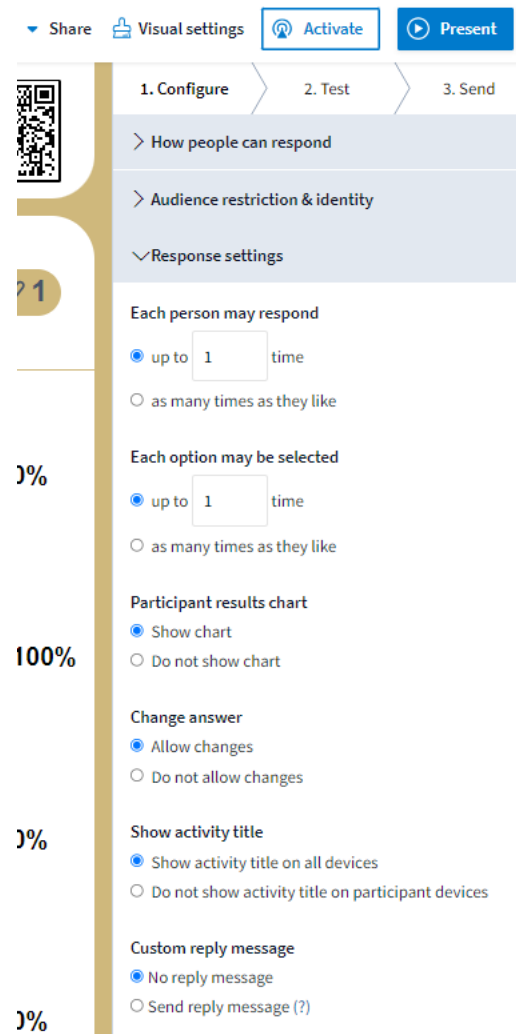 Share Visual settings Activate Present
1. Configure 2. Test 3. Send
How people can respond
Audience restriction & identity
Response settings
1
Each person may respond
up to 1 time
as many times as they like
Each option may be selected
0%
up to 1 time
as many times as they like
Participant results chart
Show chart
100%
Do not show chart
Change answer
Allow changes
Do not allow changes
Show activity title
0%
Show activity title on all devices
Do not show activity title on participant devices
Custom reply message
No reply message
Send reply message (?)
0%